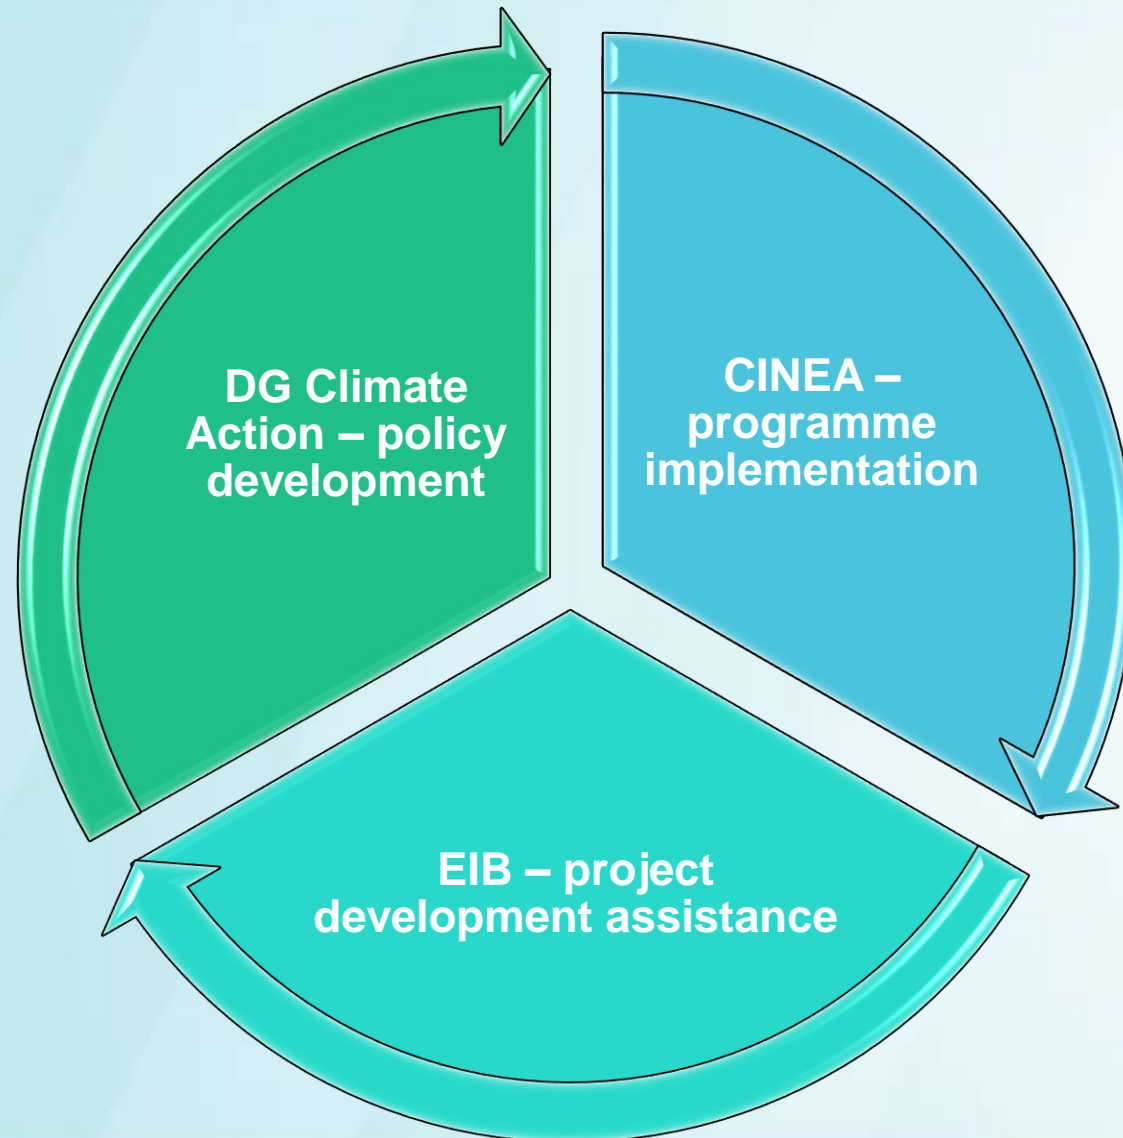 DG Climate
Action – policy
development
CINEA –
programme
implementation
EIB – project
development assistance